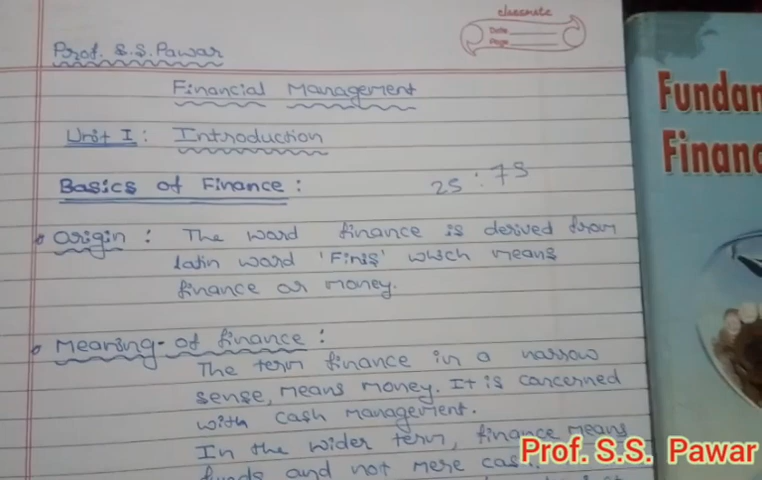 classmate
Date
Page
Prof. S.S. Pawar
Financial Management
Unit I : Introduction
Basics of Finance :
25 : 75
Origin : The word finance is derived from
latin word 'Finis' which means
finance or money.
Meaning of finance :
The term finance in a narrow
sense, means money. It is concerned
with cash management.
In the wider term, finance means
funds and not mere cash.
Fundam
Financ
Prof. S.S. Pawar